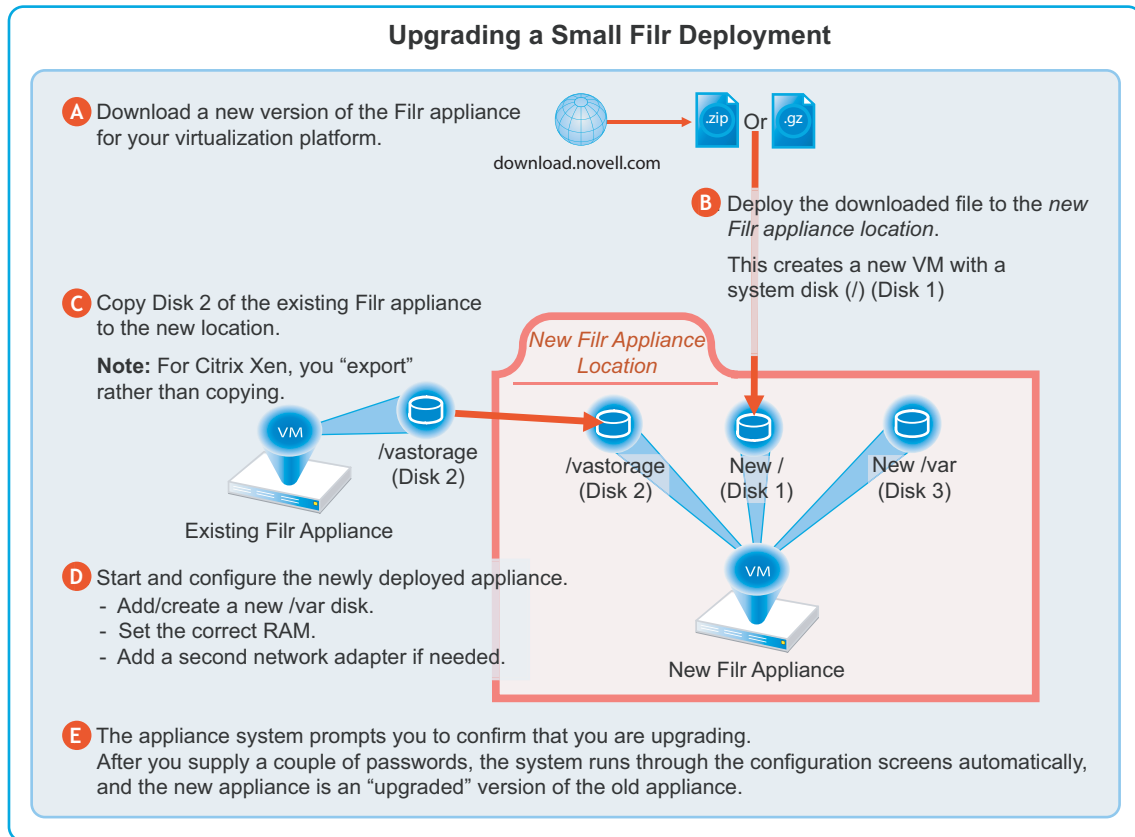 Upgrading a Small Filr Deployment
A Download a new version of the Filr appliance
for your virtualization platform.
download.novell.com
.zip Or .gz
B Deploy the downloaded file to the new
Filr appliance location.
This creates a new VM with a
system disk (/) (Disk 1)
C Copy Disk 2 of the existing Filr appliance
to the new location.
Note: For Citrix Xen, you “export”
rather than copying.
VM
/vastorage
(Disk 2)
Existing Filr Appliance
New Filr Appliance
Location
/vastorage
(Disk 2)
New /
(Disk 1)
New /var
(Disk 3)
VM
New Filr Appliance
D Start and configure the newly deployed appliance.
- Add/create a new /var disk.
- Set the correct RAM.
- Add a second network adapter if needed.
E The appliance system prompts you to confirm that you are upgrading.
After you supply a couple of passwords, the system runs through the configuration screens automatically,
and the new appliance is an “upgraded” version of the old appliance.